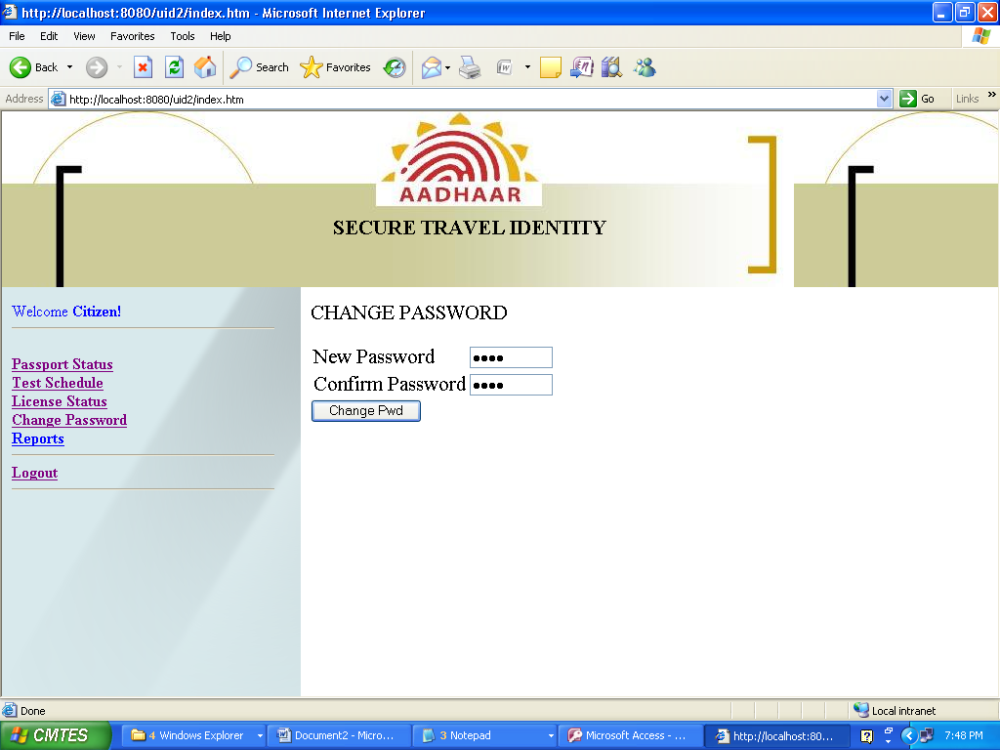 http://localhost:8080/uid2/index.htm - Microsoft Internet Explorer
File Edit View Favorites Tools Help
Back Search Favorites
Address http://localhost:8080/uid2/index.htm Go Links »
AADHAAR
SECURE TRAVEL IDENTITY
Welcome Citizen!
Passport Status
Test Schedule
License Status
Change Password
Reports
Logout
CHANGE PASSWORD
New Password ●●●●
Confirm Password ●●●●
Change Pwd
Done Local intranet
CMTES 4 Windows Explorer Document2 - Micro... 3 Notepad Microsoft Access - ... http://localhost:80... 7:48 PM